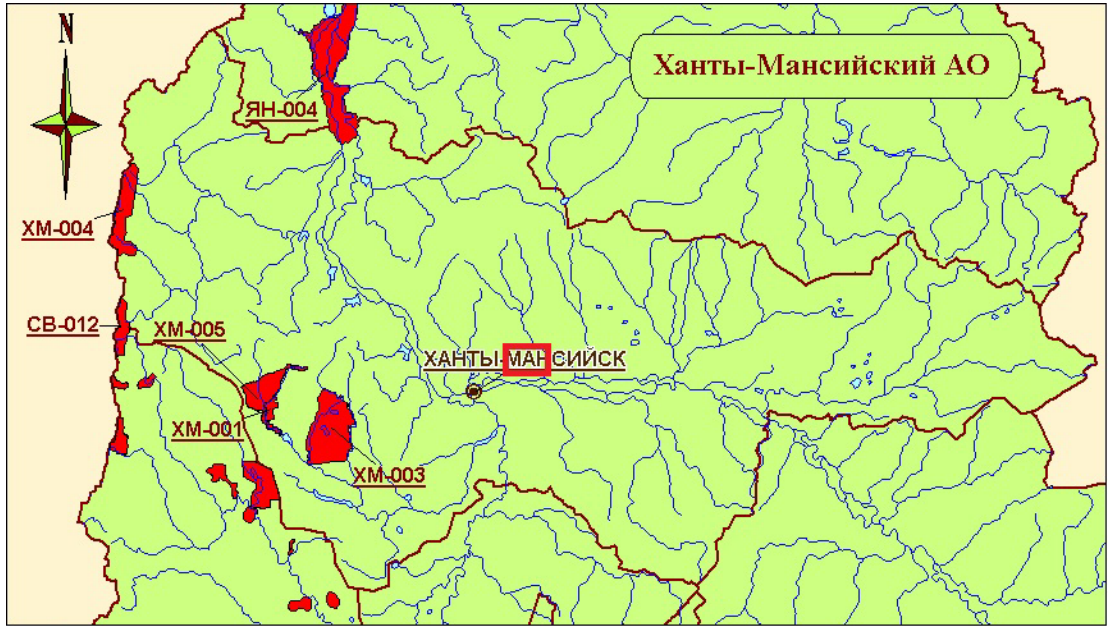 N
Ханты-Мансийский АО
ЯН-004
ХМ-004
СВ-012
ХМ-005
ХАНТЫ-МАНСИЙСК
ХМ-001
ХМ-003